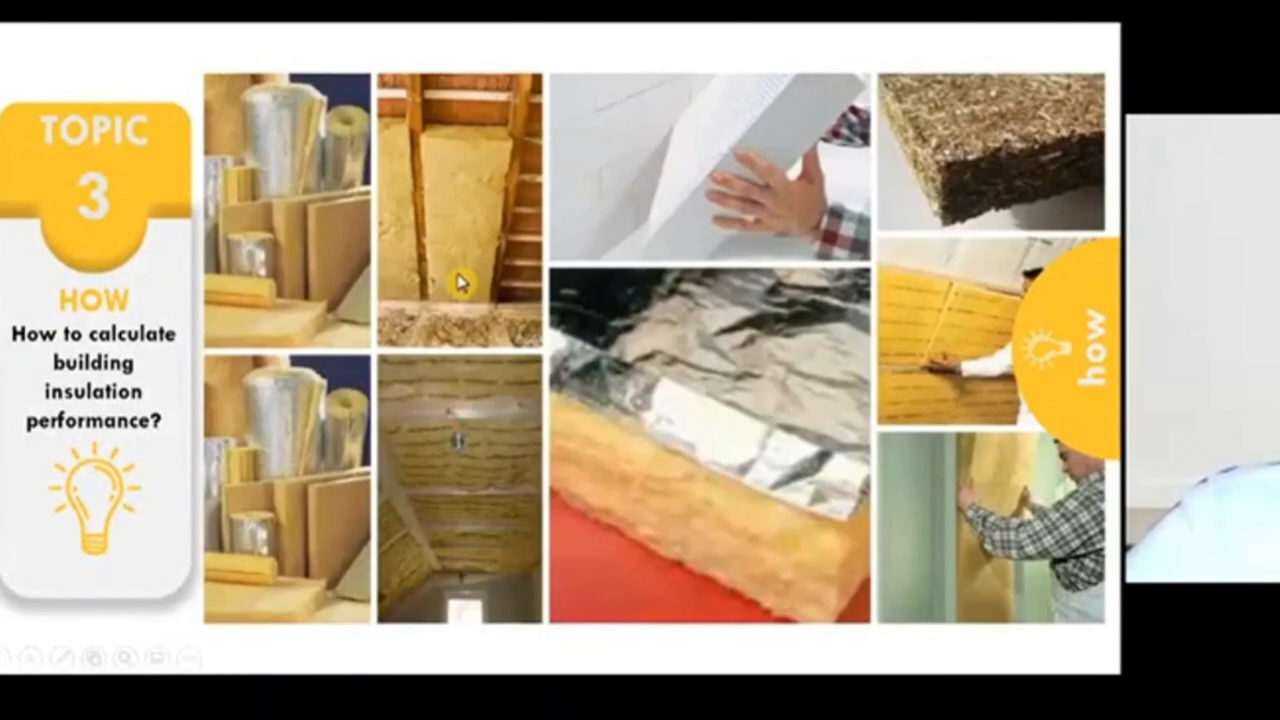 TOPIC
3
HOW
How to calculate
building
insulation
performance?
how